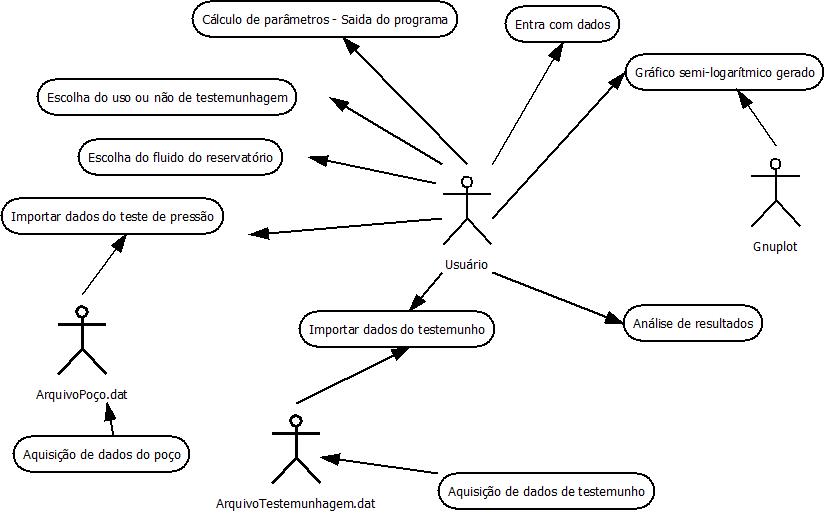 Cálculo de parâmetros - Saida do programa
Entra com dados
Gráfico semi-logarítmico gerado
Escolha do uso ou não de testemunhagem
Escolha do fluido do reservatório
Importar dados do teste de pressão
Gnuplot
Usuário
Importar dados do testemunho
Análise de resultados
ArquivoPoço.dat
Aquisição de dados do poço
ArquivoTestemunhagem.dat
Aquisição de dados de testemunho